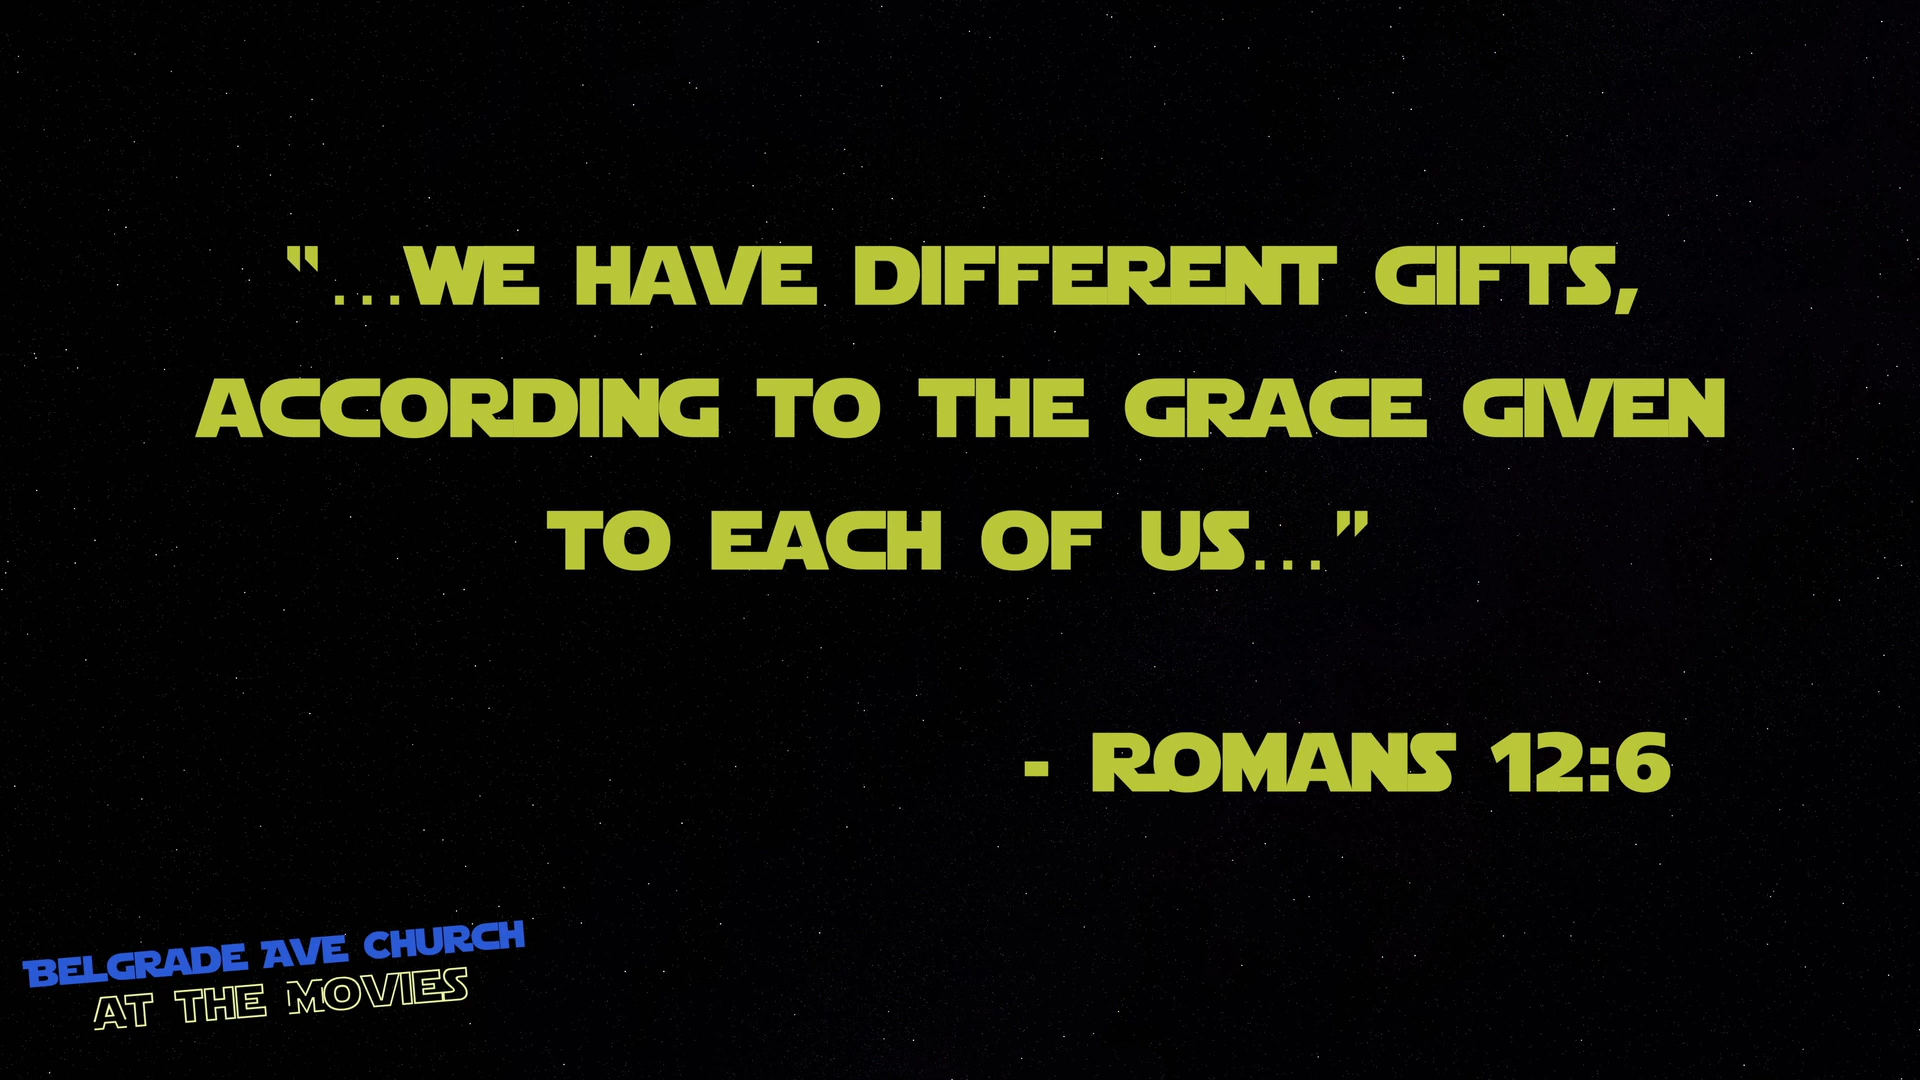 "...WE HAVE DIFFERENT GIFTS,
ACCORDING TO THE GRACE GIVEN
TO EACH OF US..."
- ROMANS 12:6
BELGRADE AVE CHURCH
AT THE MOVIES